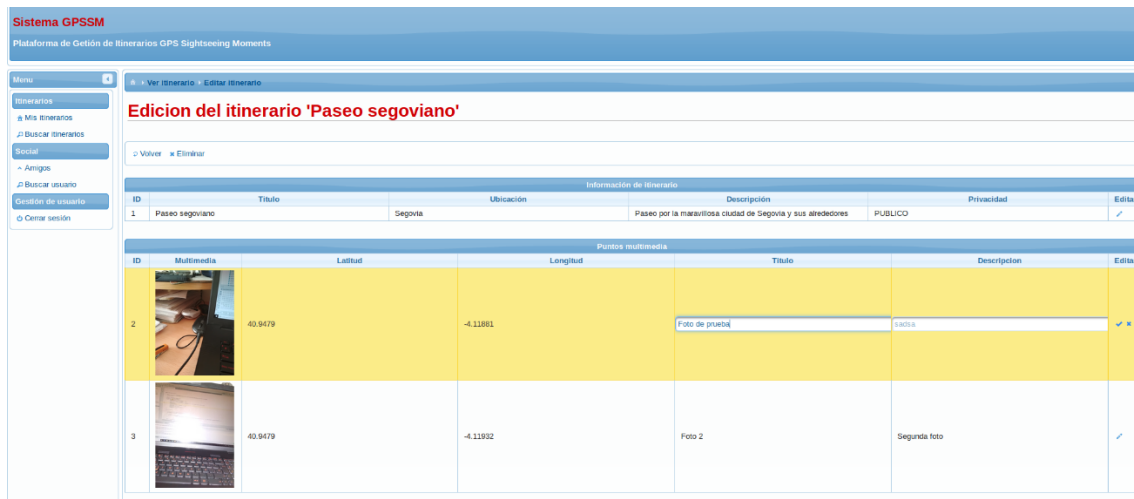 Sistema GPSSM
Plataforma de Getión de Itinerarios GPS Sightseeing Moments
Menu
Itinerarios
Mis itinerarios
Buscar itinerarios
Social
Amigos
Buscar usuario
Gestión de usuario
Cerrar sesión
Ver itinerario Editar itinerario
Edicion del itinerario 'Paseo segoviano'
Volver Eliminar
Información de itinerario
ID Título Ubicación Descripción Privacidad Edita
1 Paseo segoviano Segovia Paseo por la maravillosa ciudad de Segovia y sus alrededores PUBLICO
Puntos multimedia
ID Multimedia Latitud Longitud Titulo Descripcion Edita
2 40.9479 -4.11881 Foto de prueba sadsa
3 40.9479 -4.11932 Foto 2 Segunda foto